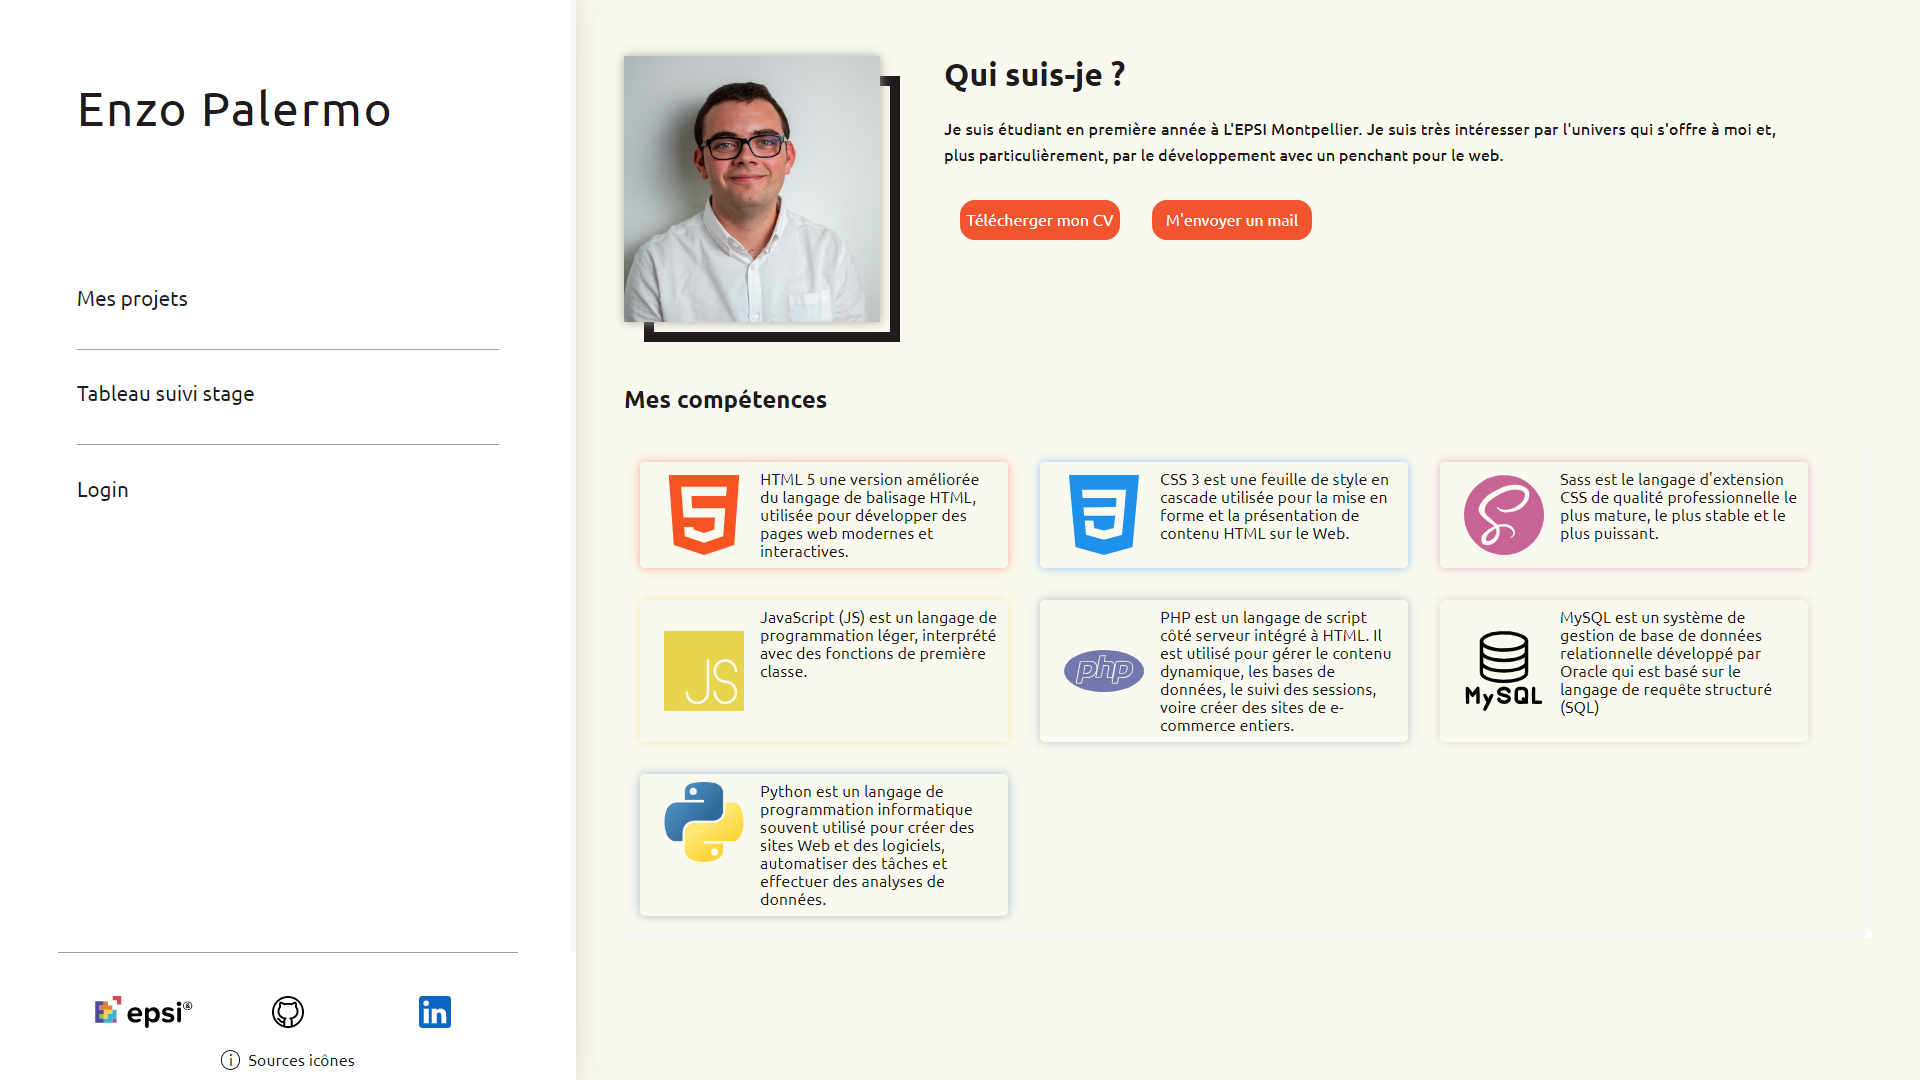 Enzo Palermo
Mes projets
Tableau suivi stage
Login
epsi
Sources icônes
Qui suis-je ?
Je suis étudiant en première année à L'EPSI Montpellier. Je suis très intéresser par l'univers qui s'offre à moi et,
plus particulièrement, par le développement avec un penchant pour le web.
Télécherger mon CV
M'envoyer un mail
Mes compétences
HTML 5 une version améliorée
du langage de balisage HTML,
utilisée pour développer des
pages web modernes et
interactives.
CSS 3 est une feuille de style en
cascade utilisée pour la mise en
forme et la présentation de
contenu HTML sur le Web.
Sass est le langage d'extension
CSS de qualité professionnelle le
plus mature, le plus stable et le
plus puissant.
JS
JavaScript (JS) est un langage de
programmation léger, interprété
avec des fonctions de première
classe.
php
PHP est un langage de script
côté serveur intégré à HTML. Il
est utilisé pour gérer le contenu
dynamique, les bases de
données, le suivi des sessions,
voire créer des sites de e-
commerce entiers.
MySQL
MySQL est un système de
gestion de base de données
relationnelle développé par
Oracle qui est basé sur le
langage de requête structuré
(SQL)
Python est un langage de
programmation informatique
souvent utilisé pour créer des
sites Web et des logiciels,
automatiser des tâches et
effectuer des analyses de
données.